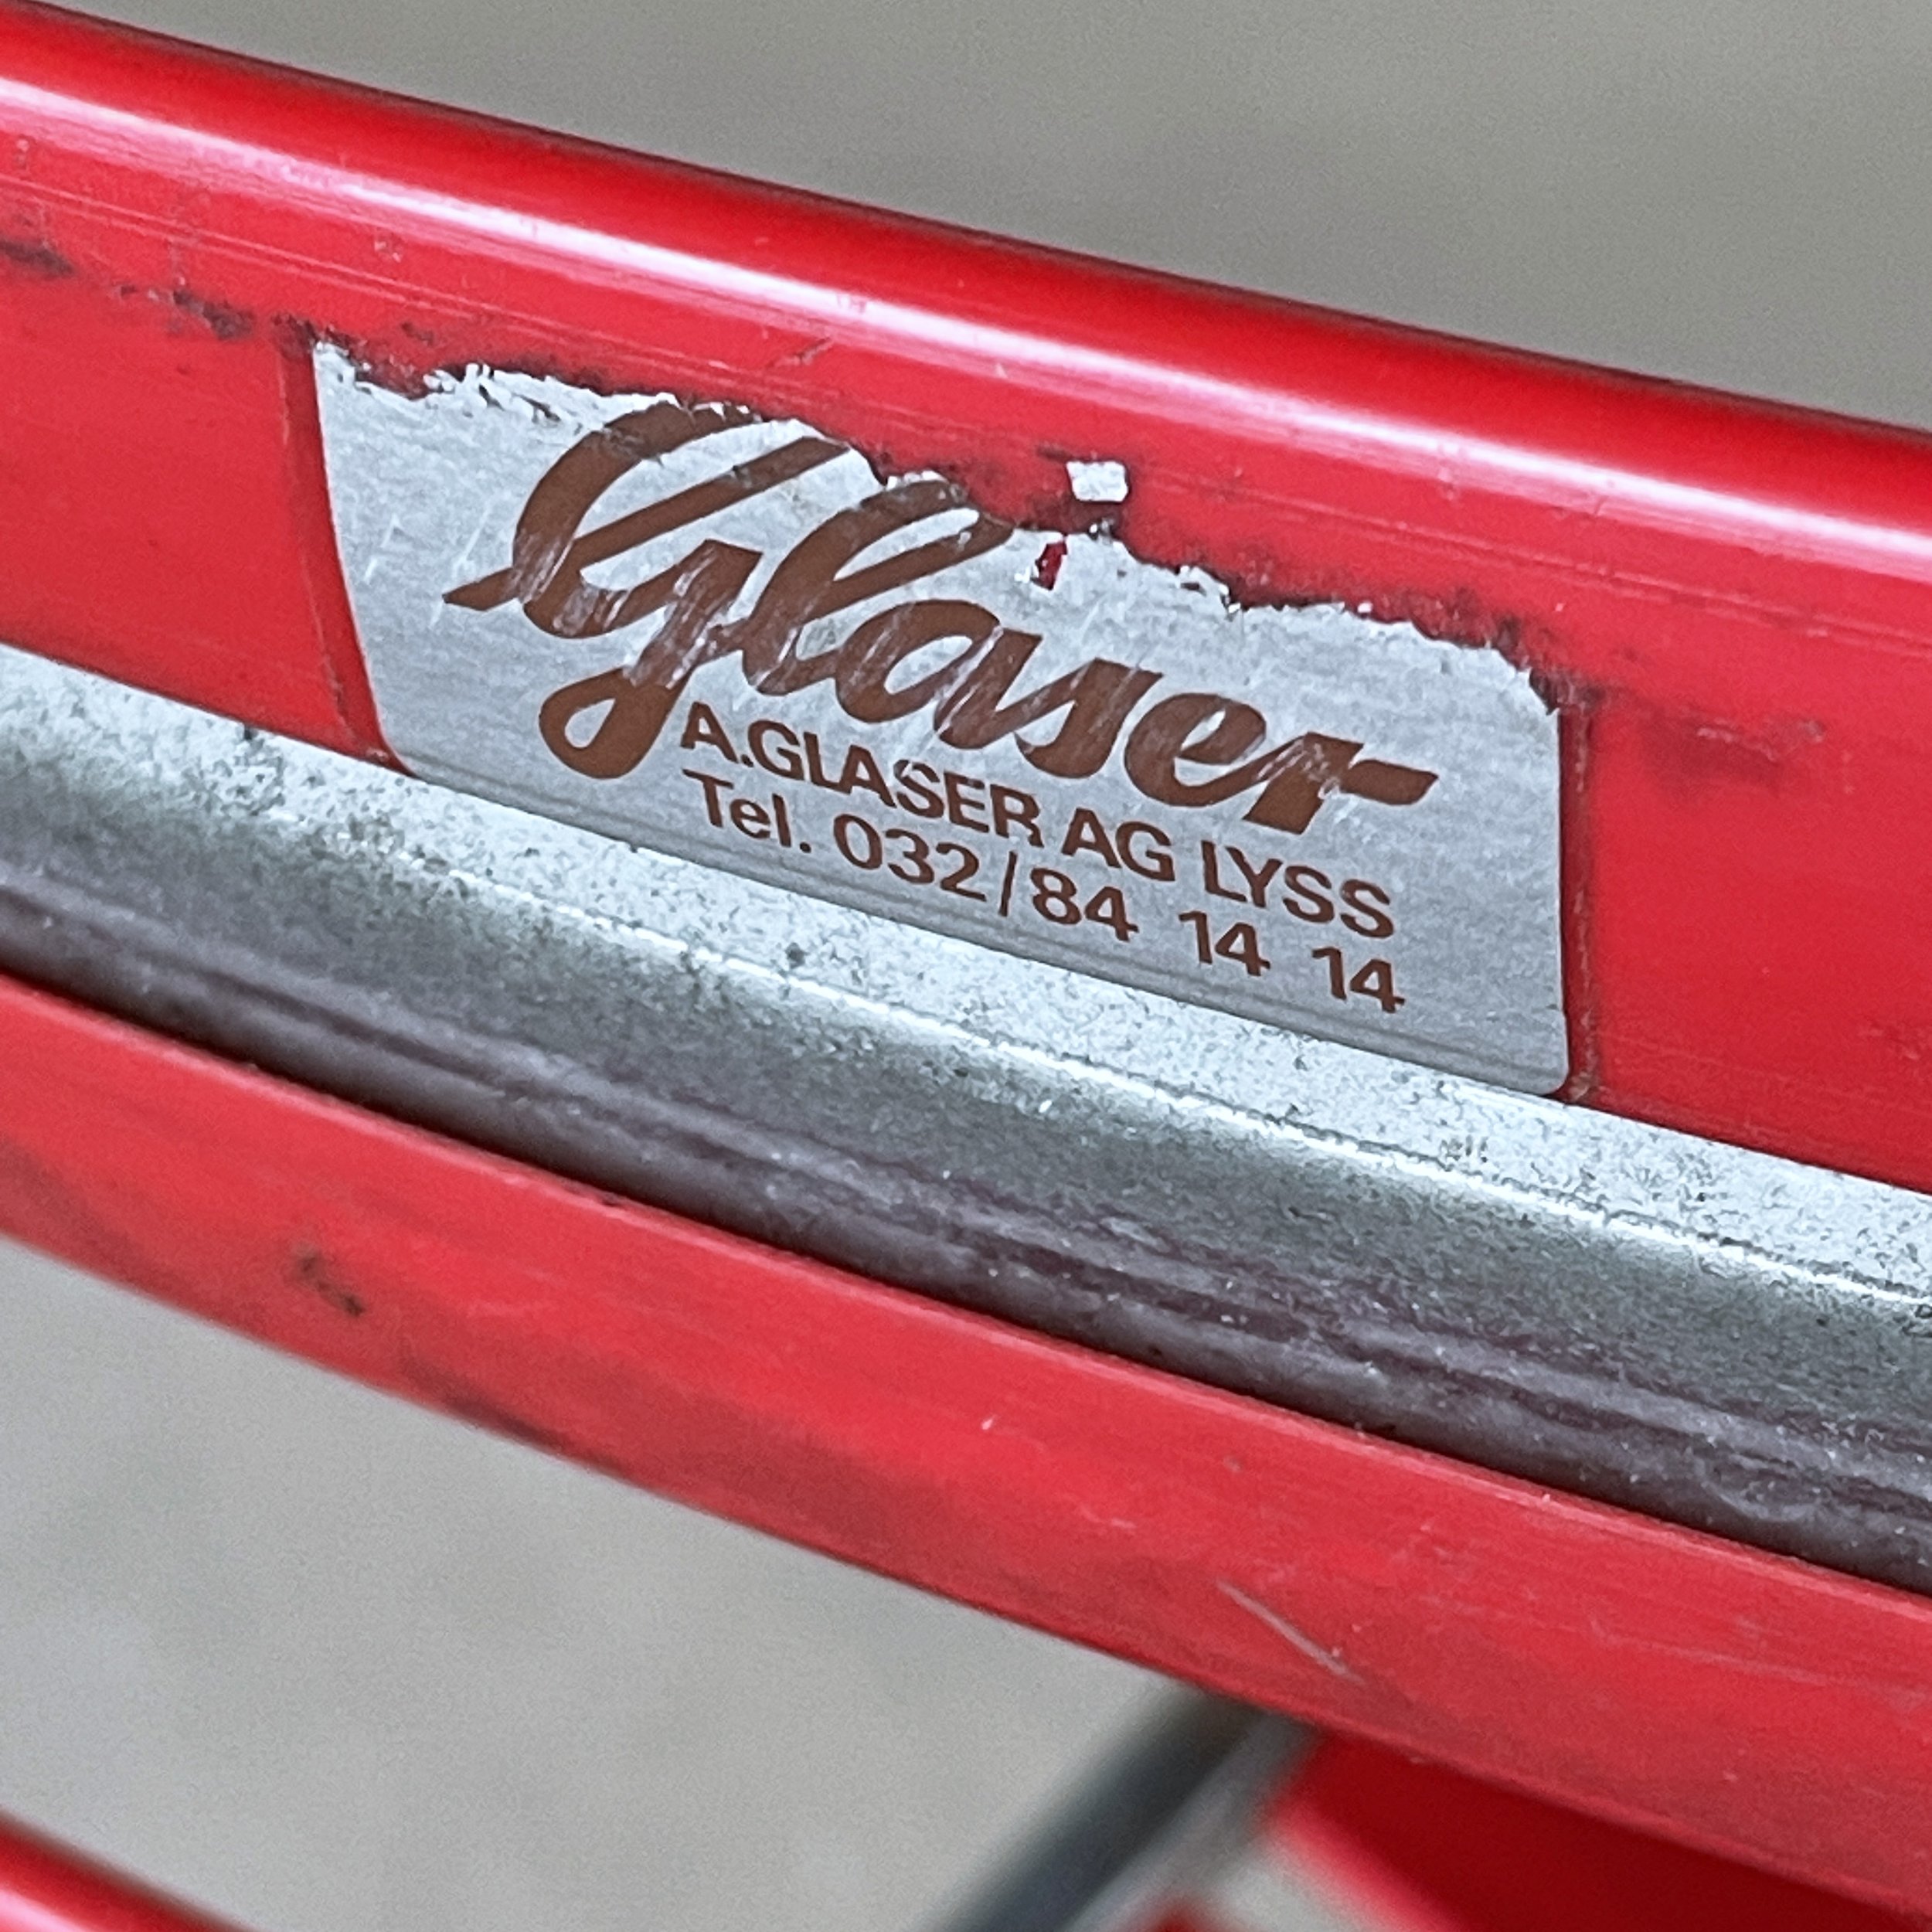 Glaser
A.GLASER AG LYSS
Tel. 032/84 14 14